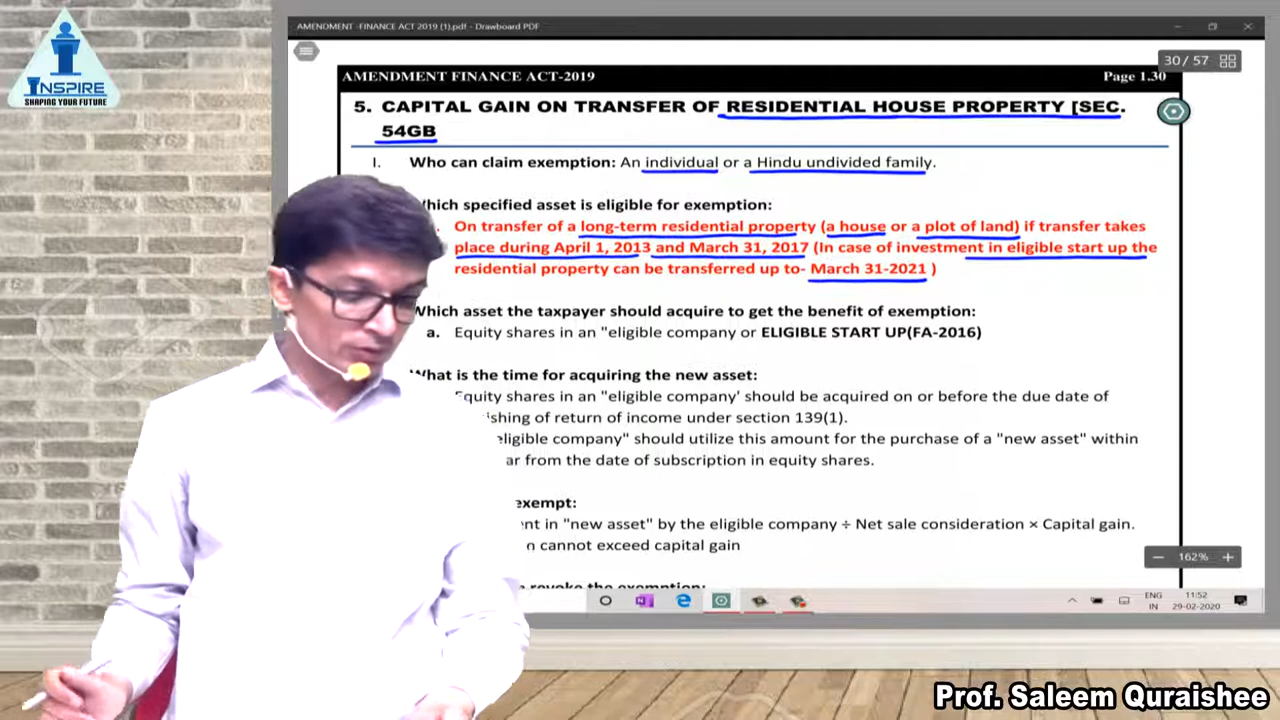 INSPIRE
SHAPING YOUR FUTURE
AMENDMENT -FINANCE ACT 2019 (1).pdf - Drawboard PDF
30 / 57
AMENDMENT FINANCE ACT-2019 Page 1.30
5. CAPITAL GAIN ON TRANSFER OF RESIDENTIAL HOUSE PROPERTY [SEC.
54GB
I. Who can claim exemption: An individual or a Hindu undivided family.
hich specified asset is eligible for exemption:
. On transfer of a long-term residential property (a house or a plot of land) if transfer takes
place during April 1, 2013 and March 31, 2017 (In case of investment in eligible start up the
residential property can be transferred up to- March 31-2021 )
Which asset the taxpayer should acquire to get the benefit of exemption:
a. Equity shares in an "eligible company or ELIGIBLE START UP(FA-2016)
What is the time for acquiring the new asset:
Equity shares in an "eligible company' should be acquired on or before the due date of
ishing of return of income under section 139(1).
eligible company" should utilize this amount for the purchase of a "new asset" within
ar from the date of subscription in equity shares.
exempt:
nt in "new asset" by the eligible company ÷ Net sale consideration × Capital gain.
n cannot exceed capital gain
revoke the exemption:
162%
ENG
IN
11:52
29-02-2020
Prof. Saleem Quraishee